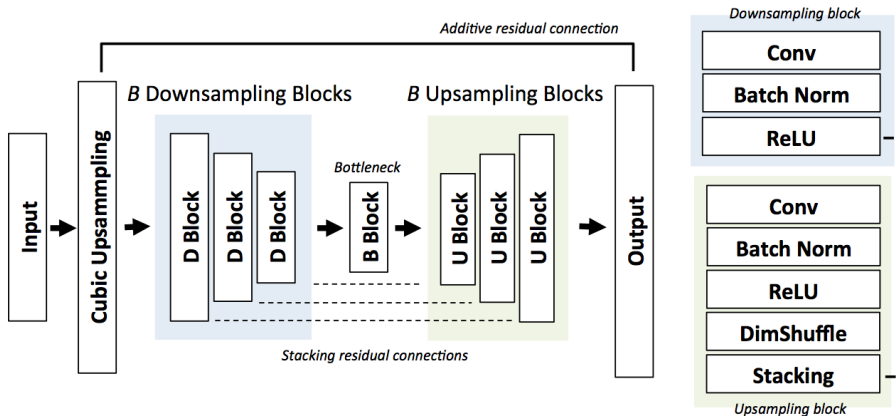 Additive residual connection
B Downsampling Blocks
B Upsampling Blocks
Input
Cubic Upsammpling
D Block
D Block
D Block
Bottleneck
B Block
U Block
U Block
U Block
Output
Stacking residual connections
Downsampling block
Conv
Batch Norm
ReLU
Conv
Batch Norm
ReLU
DimShuffle
Stacking
Upsampling block